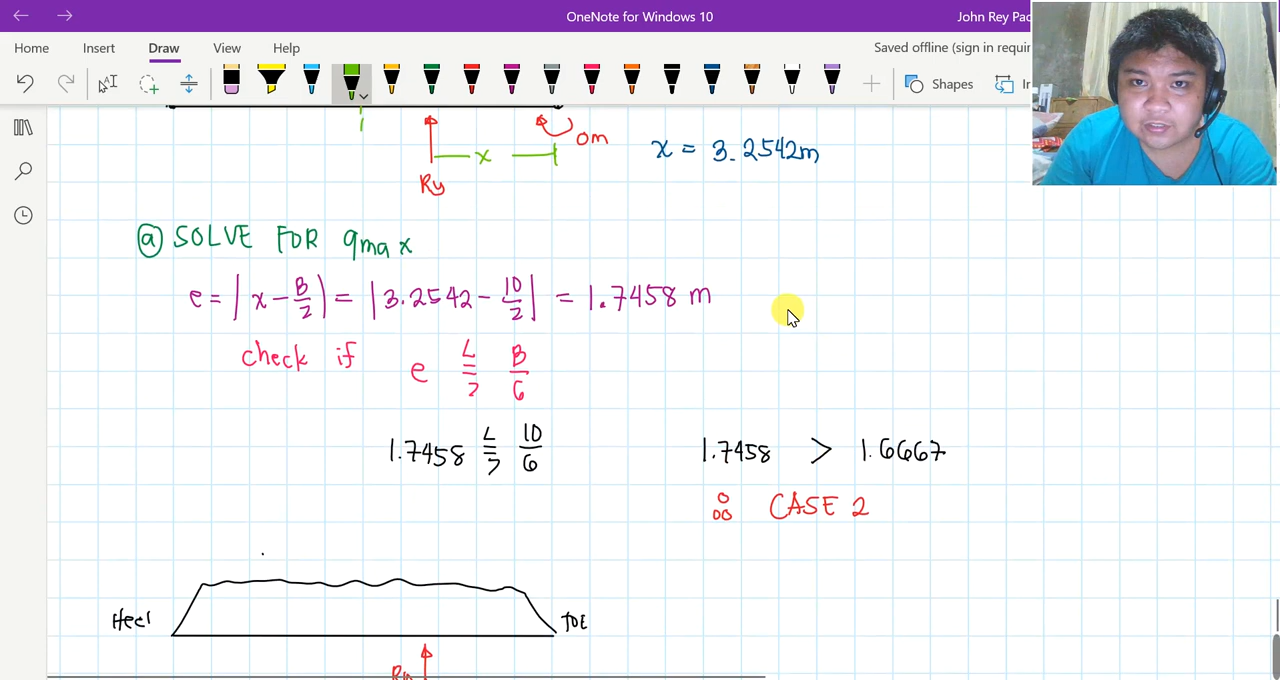 OneNote for Windows 10
John Rey Pac
Home Insert Draw View Help
Saved offline (sign in requir
Shapes
In
x
OM
Ry
x = 3.2542m
ⓐ SOLVE FOR qmax
e = |x - B/2| = |3.2542 - 10/2| = 1.7458 m
check if e <=> B/6
1.7458 <=> 10/6
1.7458 > 1.6667
∴ CASE 2
Heel
TOE